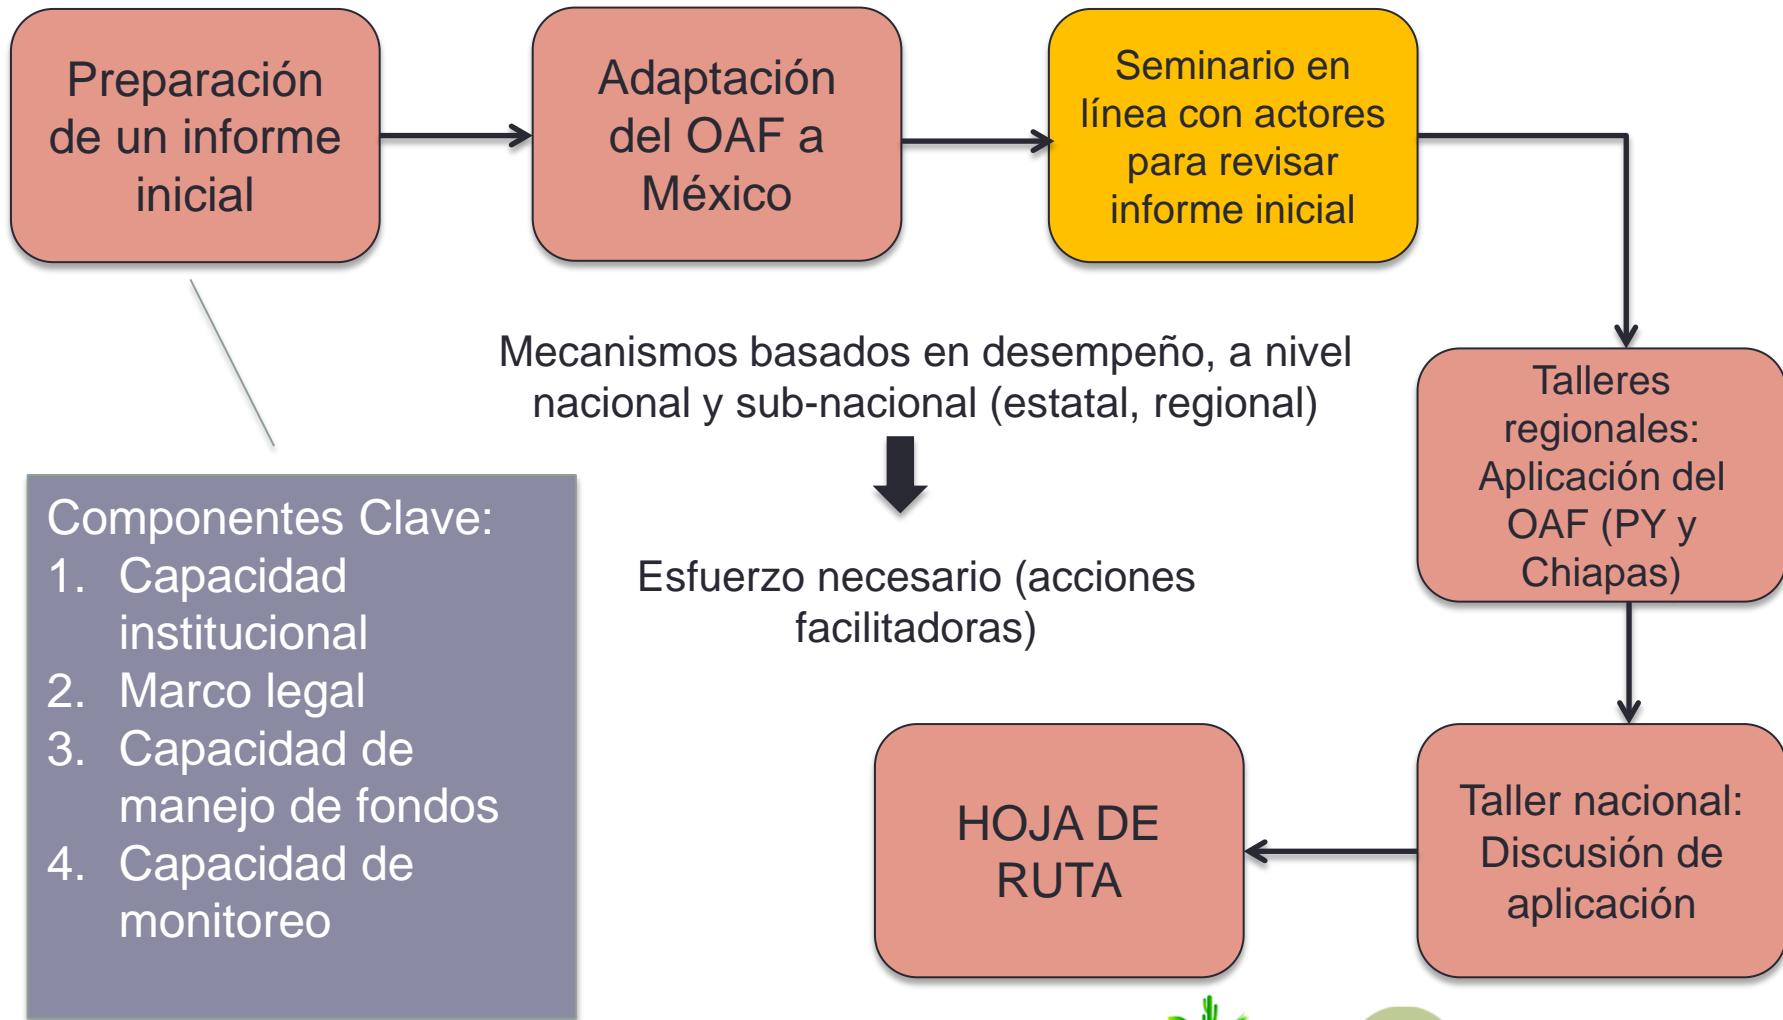 Preparación
de un informe
inicial
Adaptación
del OAF a
México
Seminario en
línea con actores
para revisar
informe inicial
Mecanismos basados en desempeño, a nivel
nacional y sub-nacional (estatal, regional)
Esfuerzo necesario (acciones
facilitadoras)
Talleres
regionales:
Aplicación del
OAF (PY y
Chiapas)
Componentes Clave:
1. Capacidad
institucional
2. Marco legal
3. Capacidad de
manejo de fondos
4. Capacidad de
monitoreo
Taller nacional:
Discusión de
aplicación
HOJA DE
RUTA